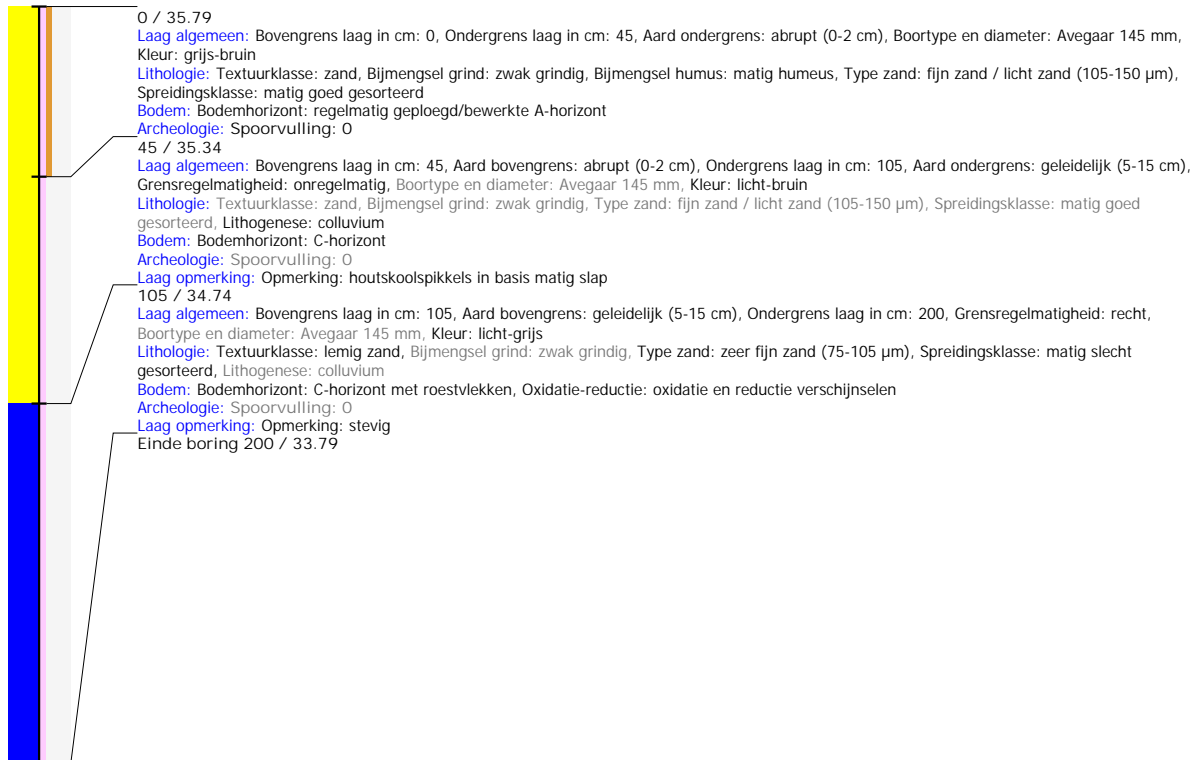 0 / 35.79
Laag algemeen: Bovengrens laag in cm: 0, Ondergrens laag in cm: 45, Aard ondergrens: abrupt (0-2 cm), Boortype en diameter: Avegaar 145 mm,
Kleur: grijs-bruin
Lithologie: Textuurklasse: zand, Bijmengsel grind: zwak grindig, Bijmengsel humus: matig humeus, Type zand: fijn zand / licht zand (105-150 µm),
Spreidingsklasse: matig goed gesorteerd
Bodem: Bodemhorizont: regelmatig geploegd/bewerkte A-horizont
Archeologie: Spoorvulling: 0
45 / 35.34
Laag algemeen: Bovengrens laag in cm: 45, Aard bovengrens: abrupt (0-2 cm), Ondergrens laag in cm: 105, Aard ondergrens: geleidelijk (5-15 cm),
Grensregelmatigheid: onregelmatig, Boortype en diameter: Avegaar 145 mm, Kleur: licht-bruin
Lithologie: Textuurklasse: zand, Bijmengsel grind: zwak grindig, Type zand: fijn zand / licht zand (105-150 µm), Spreidingsklasse: matig goed
gesorteerd, Lithogenese: colluvium
Bodem: Bodemhorizont: C-horizont
Archeologie: Spoorvulling: 0
Laag opmerking: Opmerking: houtskoolspikkels in basis matig slap
105 / 34.74
Laag algemeen: Bovengrens laag in cm: 105, Aard bovengrens: geleidelijk (5-15 cm), Ondergrens laag in cm: 200, Grensregelmatigheid: recht,
Boortype en diameter: Avegaar 145 mm, Kleur: licht-grijs
Lithologie: Textuurklasse: lemig zand, Bijmengsel grind: zwak grindig, Type zand: zeer fijn zand (75-105 µm), Spreidingsklasse: matig slecht
gesorteerd, Lithogenese: colluvium
Bodem: Bodemhorizont: C-horizont met roestvlekken, Oxidatie-reductie: oxidatie en reductie verschijnselen
Archeologie: Spoorvulling: 0
Laag opmerking: Opmerking: stevig
Einde boring 200 / 33.79